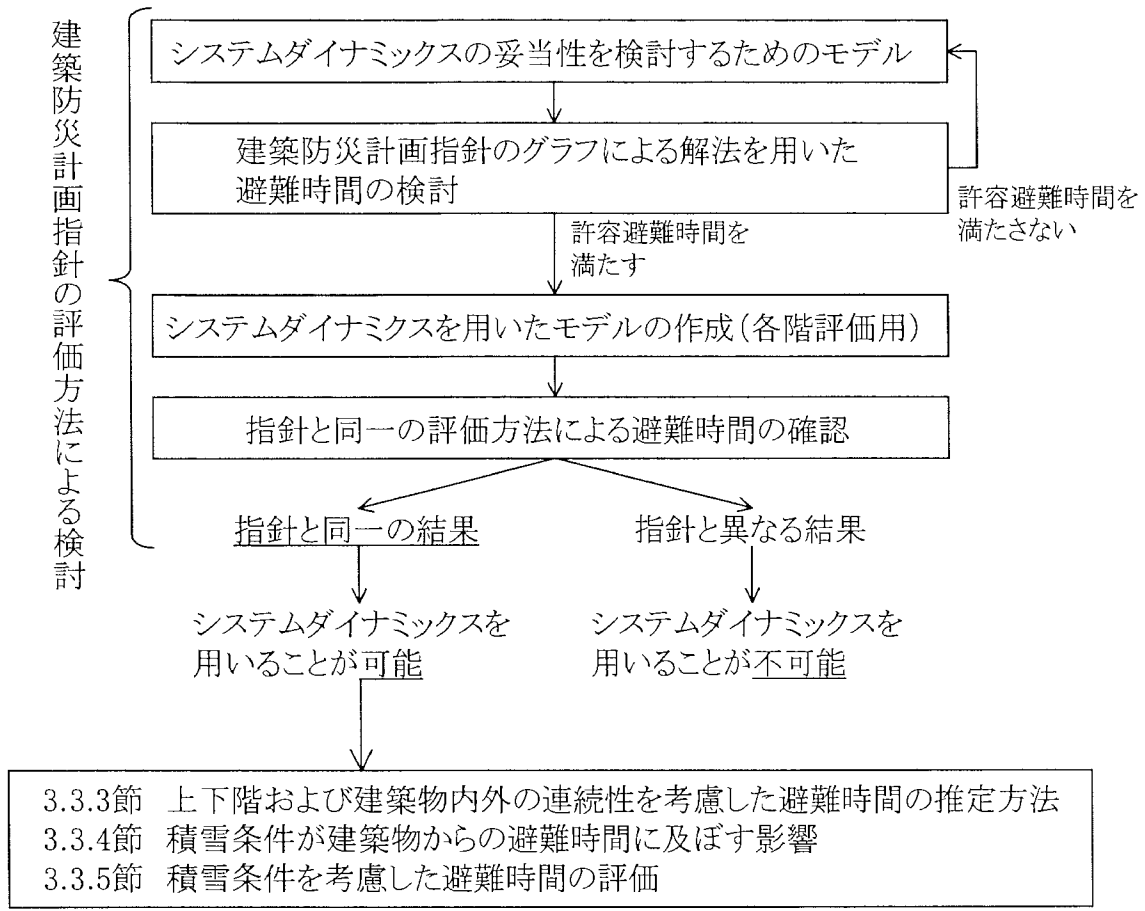 建築防災計画指針の評価方法による検討
システムダイナミックスの妥当性を検討するためのモデル
建築防災計画指針のグラフによる解法を用いた
避難時間の検討
許容避難時間を
満たさない
許容避難時間を
満たす
システムダイナミクスを用いたモデルの作成(各階評価用)
指針と同一の評価方法による避難時間の確認
指針と同一の結果
指針と異なる結果
システムダイナミックスを
用いることが可能
システムダイナミックスを
用いることが不可能
3.3.3節 上下階および建築物内外の連続性を考慮した避難時間の推定方法
3.3.4節 積雪条件が建築物からの避難時間に及ぼす影響
3.3.5節 積雪条件を考慮した避難時間の評価